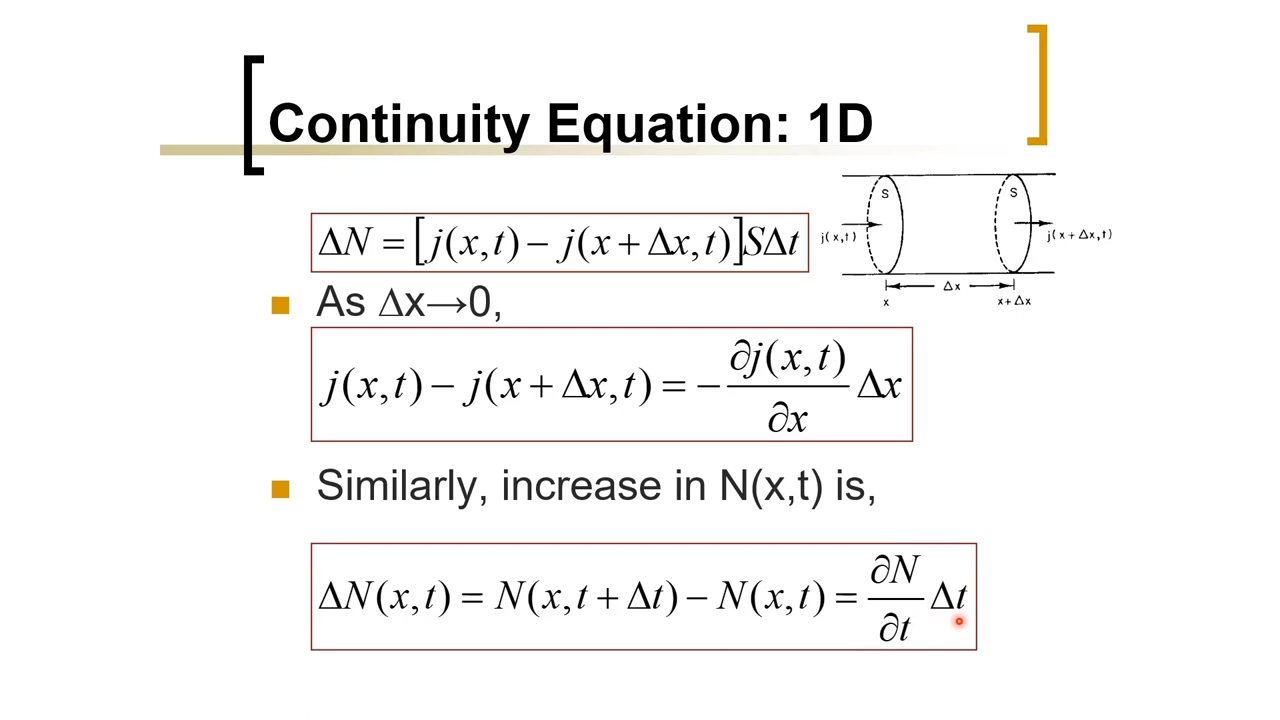 Continuity Equation: 1D
ΔN = [j(x,t) − j(x + Δx,t)]SΔt
S
S
j(x,t)
j(x + Δx,t)
Δx
x
x+Δx
As Δx→0,
j(x,t) − j(x + Δx,t) = − ∂j(x,t)/∂x Δx
Similarly, increase in N(x,t) is,
ΔN(x,t) = N(x,t + Δt) − N(x,t) = ∂N/∂t Δt